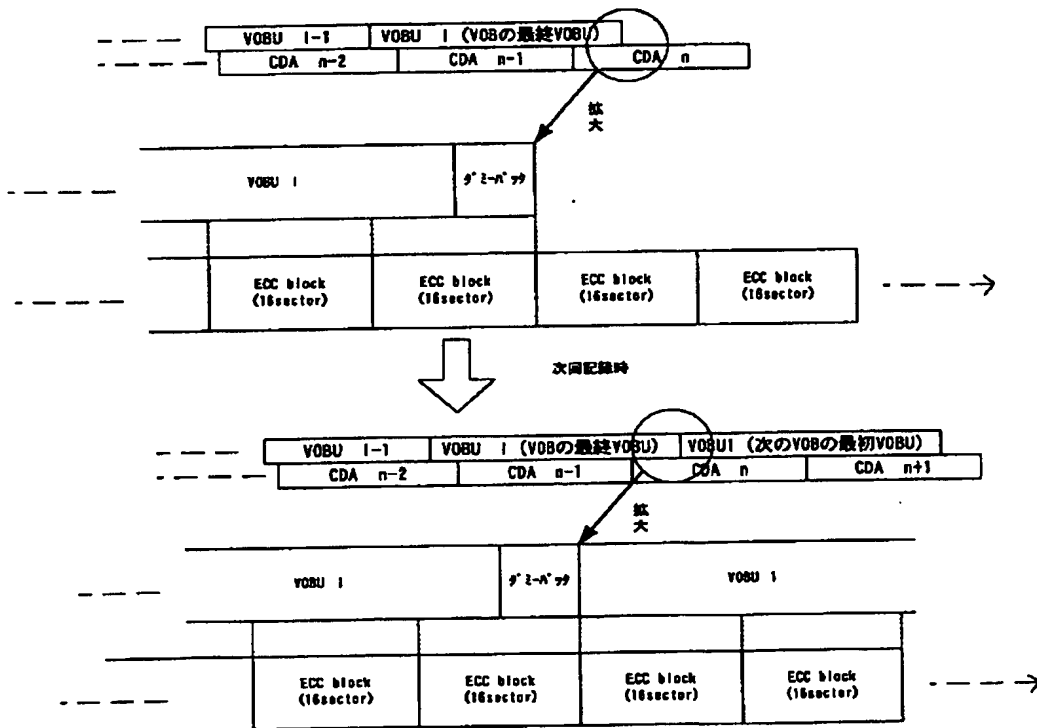 VOBU i-1 VOBU i (VOBの最終VOBU)
CDA n-2 CDA n-1 CDA n
拡大
VOBU i ダミーパック
ECC block (16sector) ECC block (16sector) ECC block (16sector) ECC block (16sector)
次回記録時
VOBU i-1 VOBU i (VOBの最終VOBU) VOBU1 (次のVOBの最初VOBU)
CDA n-2 CDA n-1 CDA n CDA n+1
拡大
VOBU i ダミーパック VOBU 1
ECC block (16sector) ECC block (16sector) ECC block (16sector) ECC block (16sector)